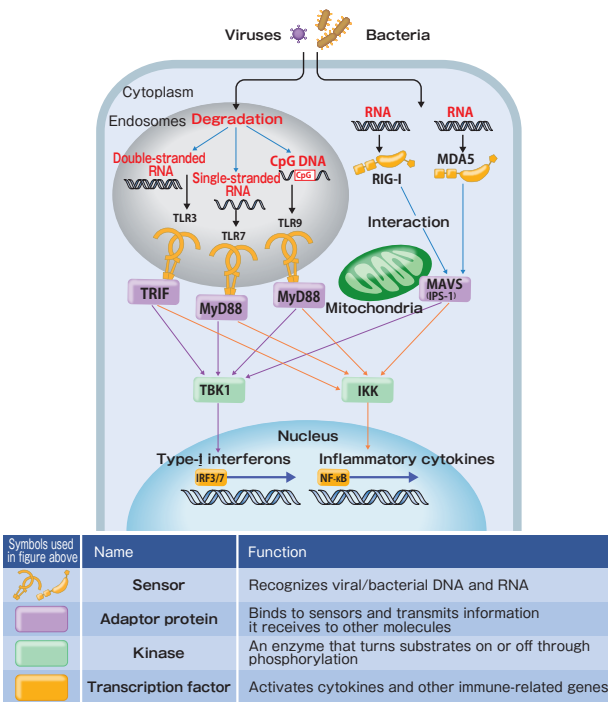 Viruses
Bacteria
Cytoplasm
Endosomes
Degradation
Double-stranded
RNA
Single-stranded
RNA
CpG DNA
CpG
TLR3
TLR7
TLR9
RNA
RNA
RIG-I
MDA5
Interaction
Mitochondria
MAVS
(IPS-1)
TRIF
MyD88
MyD88
TBK1
IKK
Nucleus
Type-I interferons
Inflammatory cytokines
IRF3/7
NF-κB
Symbols used
in figure above
Name
Function
Sensor
Recognizes viral/bacterial DNA and RNA
Adaptor protein
Binds to sensors and transmits information
it receives to other molecules
Kinase
An enzyme that turns substrates on or off through
phosphorylation
Transcription factor
Activates cytokines and other immune-related genes